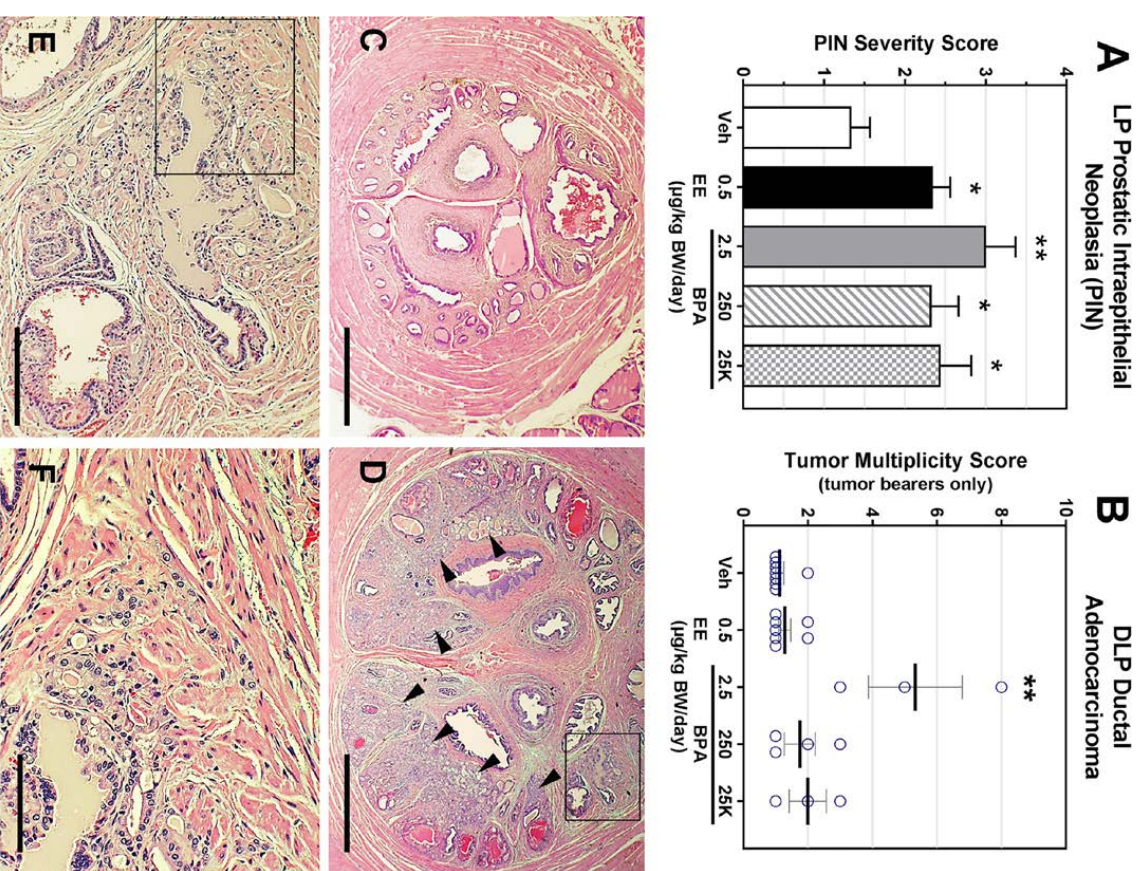 A
LP Prostatic Intraepithelial
Neoplasia (PIN)
PIN Severity Score
4
3
2
1
0
*
**
*
*
Veh
0.5
2.5
250
25K
EE
BPA
(µg/kg BW/day)
B
DLP Ductal
Adenocarcinoma
Tumor Multiplicity Score
(tumor bearers only)
10
8
6
4
2
0
**
Veh
0.5
2.5
250
25K
EE
BPA
(µg/kg BW/day)
C
D
E
F